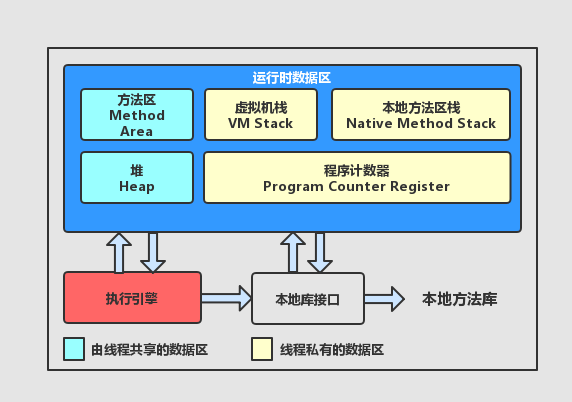 运行时数据区
方法区
Method
Area
虚拟机栈
VM Stack
本地方法区栈
Native Method Stack
堆
Heap
程序计数器
Program Counter Register
执行引擎
本地库接口
本地方法库
由线程共享的数据区
线程私有的数据区